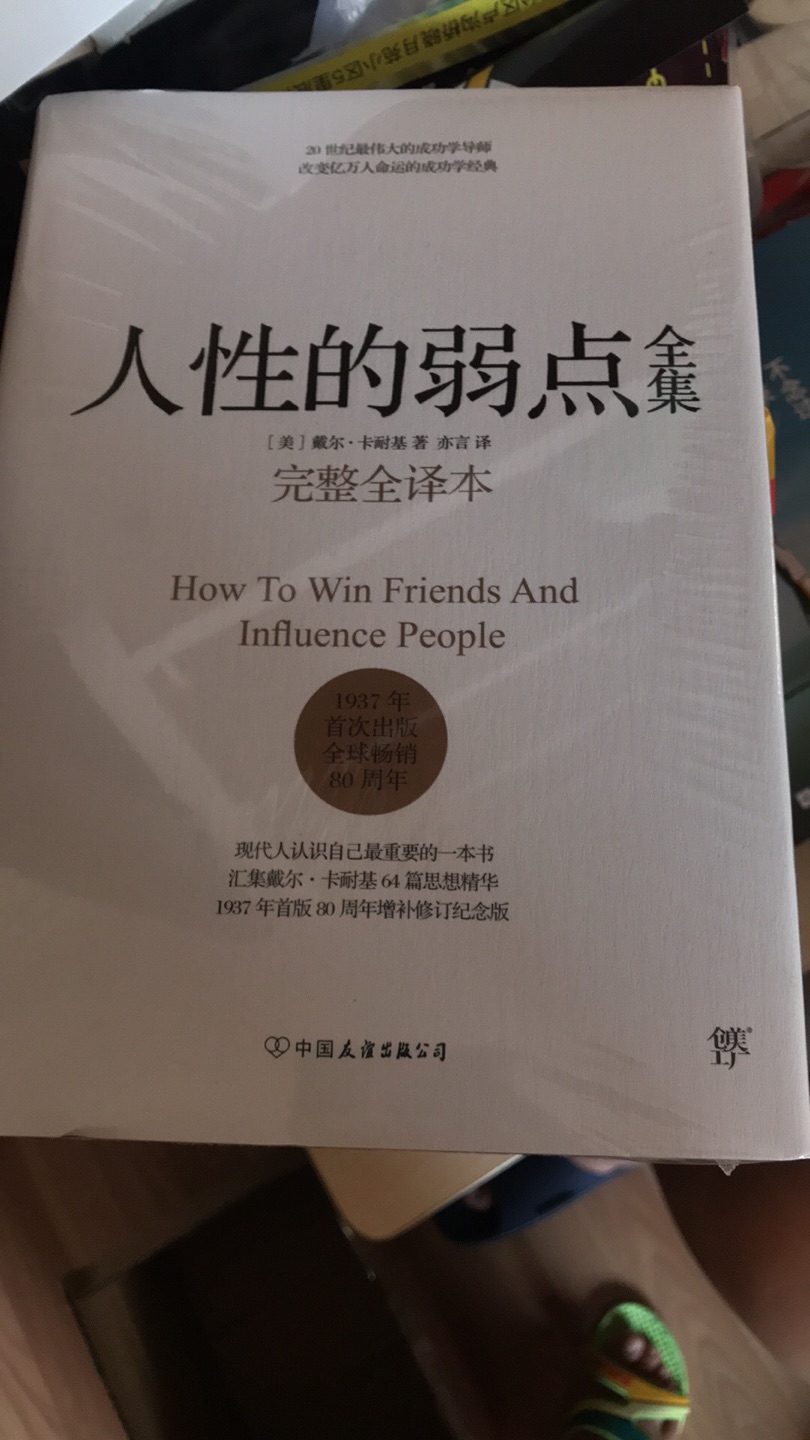 20 世纪最伟大的成功学导师
改变亿万人命运的成功学经典
人性的弱点全集
［美］戴尔·卡耐基 著 亦言 译
完整全译本
How To Win Friends And
Influence People
1937 年
首次出版
全球畅销
80 周年
现代人认识自己最重要的一本书
汇集戴尔·卡耐基 64 篇思想精华
1937 年首版 80 周年增补修订纪念版
中国友谊出版公司
创美工厂®